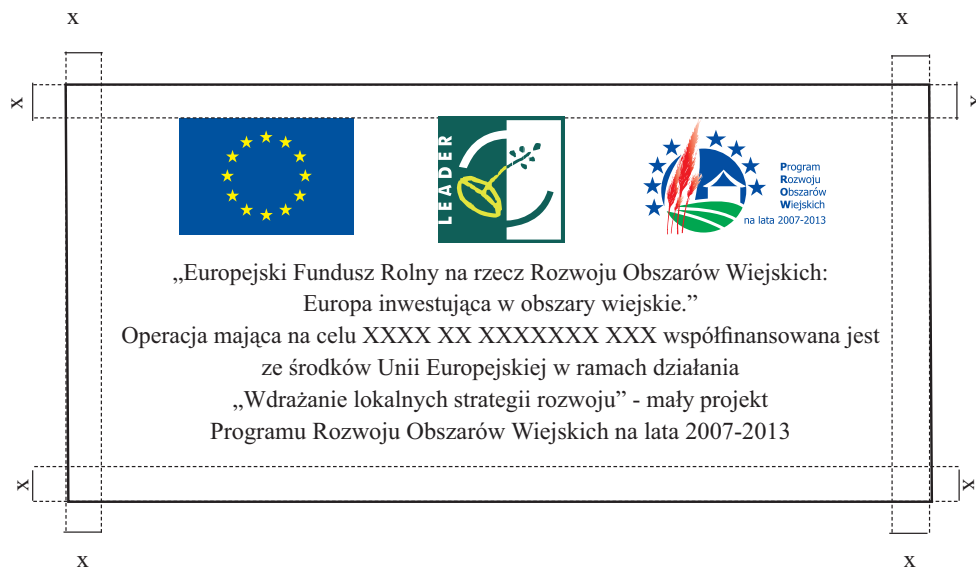 x x
x x
LEADER
Program
Rozwoju
Obszarów
Wiejskich
na lata 2007-2013
„Europejski Fundusz Rolny na rzecz Rozwoju Obszarów Wiejskich:
Europa inwestująca w obszary wiejskie.”
Operacja mająca na celu XXXX XX XXXXXXX XXX współfinansowana jest
ze środków Unii Europejskiej w ramach działania
„Wdrażanie lokalnych strategii rozwoju” - mały projekt
Programu Rozwoju Obszarów Wiejskich na lata 2007-2013
x x
x x